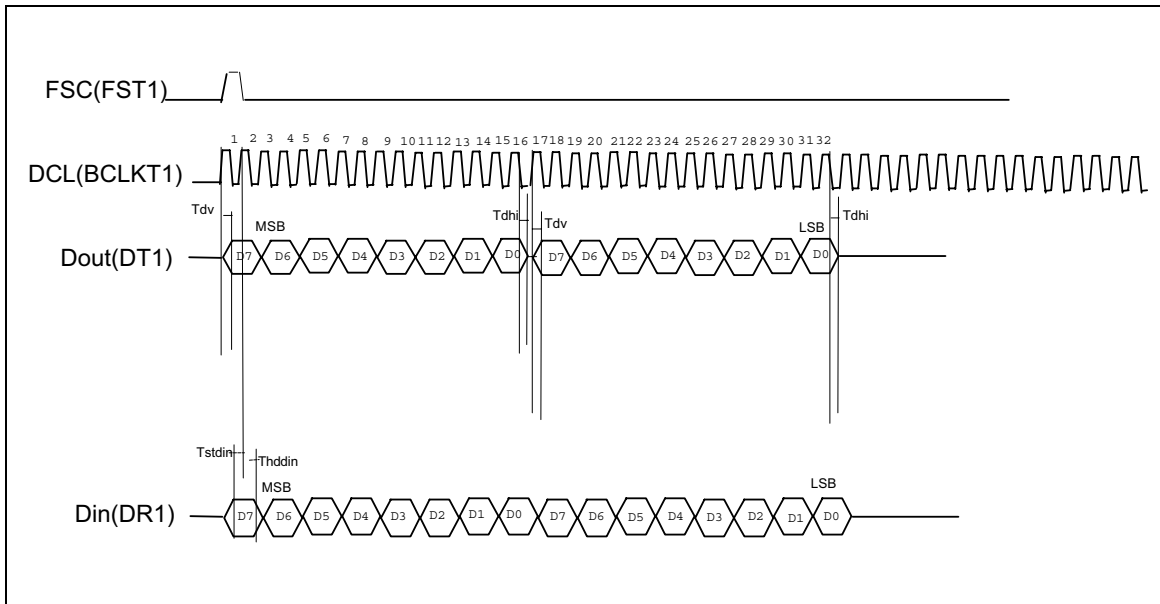 FSC(FST1)
1 2 3 4 5 6 7 8 9 10 11 12 13 14 15 16 17 18 19 20 21 22 23 24 25 26 27 28 29 30 31 32
DCL(BCLKT1)
Tdv MSB Tdhi Tdv LSB Tdhi
Dout(DT1)
D7 D6 D5 D4 D3 D2 D1 D0 D7 D6 D5 D4 D3 D2 D1 D0
Tstdin Thddin
MSB LSB
Din(DR1)
D7 D6 D5 D4 D3 D2 D1 D0 D7 D6 D5 D4 D3 D2 D1 D0